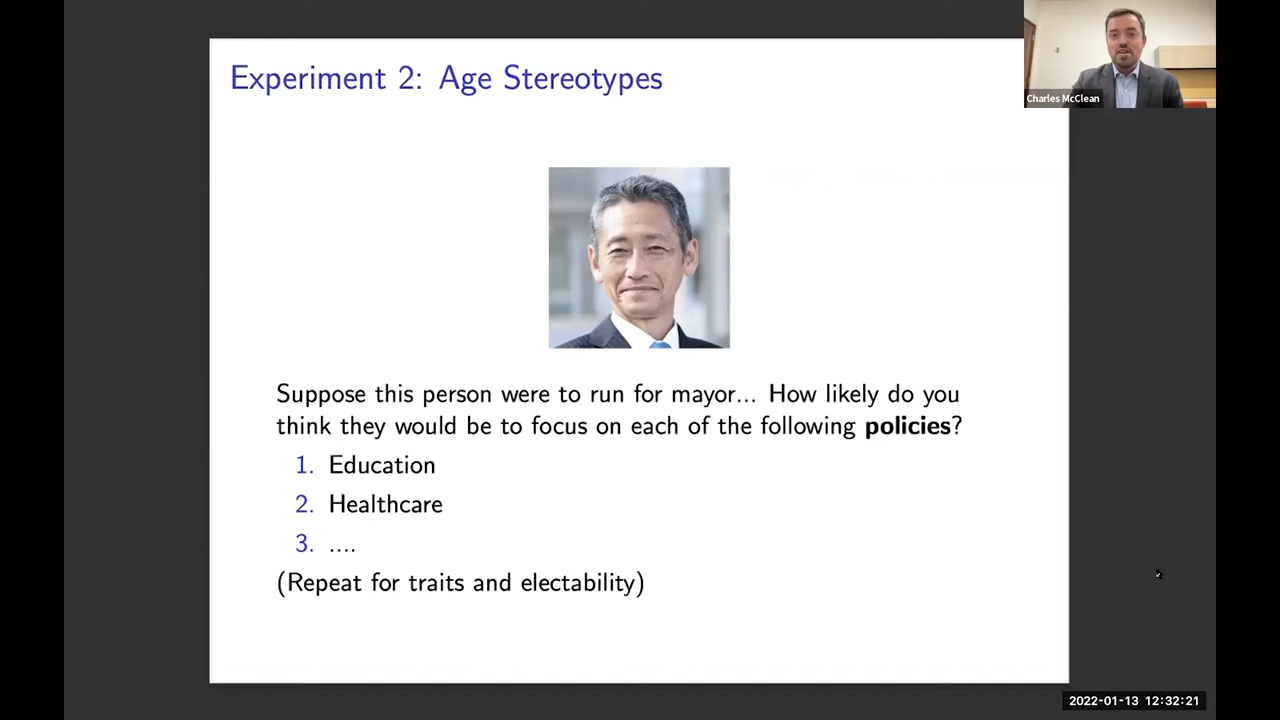 Experiment 2: Age Stereotypes
Charles McClean
Suppose this person were to run for mayor... How likely do you
think they would be to focus on each of the following policies?
1. Education
2. Healthcare
3. ....
(Repeat for traits and electability)
2022-01-13 12:32:21